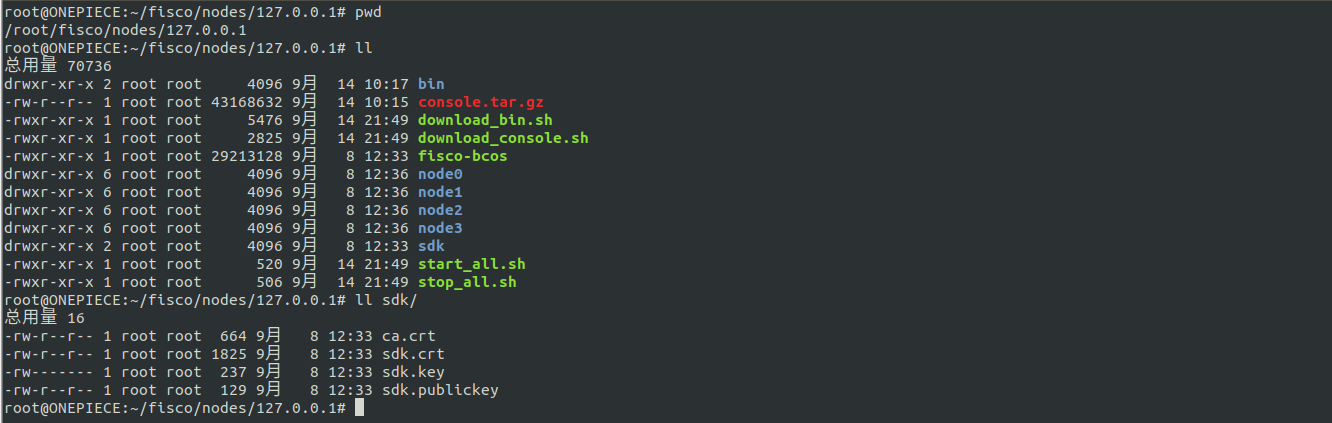 root@ONEPIECE:~/fisco/nodes/127.0.0.1# pwd
/root/fisco/nodes/127.0.0.1
root@ONEPIECE:~/fisco/nodes/127.0.0.1# ll
总用量 70736
drwxr-xr-x 2 root root     4096 9月  14 10:17 bin
-rw-r--r-- 1 root root 43168632 9月  14 10:15 console.tar.gz
-rwxr-xr-x 1 root root     5476 9月  14 21:49 download_bin.sh
-rwxr-xr-x 1 root root     2825 9月  14 21:49 download_console.sh
-rwxr-xr-x 1 root root 29213128 9月   8 12:33 fisco-bcos
drwxr-xr-x 6 root root     4096 9月   8 12:36 node0
drwxr-xr-x 6 root root     4096 9月   8 12:36 node1
drwxr-xr-x 6 root root     4096 9月   8 12:36 node2
drwxr-xr-x 6 root root     4096 9月   8 12:36 node3
drwxr-xr-x 2 root root     4096 9月   8 12:33 sdk
-rwxr-xr-x 1 root root      520 9月  14 21:49 start_all.sh
-rwxr-xr-x 1 root root      506 9月  14 21:49 stop_all.sh
root@ONEPIECE:~/fisco/nodes/127.0.0.1# ll sdk/
总用量 16
-rw-r--r-- 1 root root  664 9月   8 12:33 ca.crt
-rw-r--r-- 1 root root 1825 9月   8 12:33 sdk.crt
-rw------- 1 root root  237 9月   8 12:33 sdk.key
-rw-r--r-- 1 root root  129 9月   8 12:33 sdk.publickey
root@ONEPIECE:~/fisco/nodes/127.0.0.1#